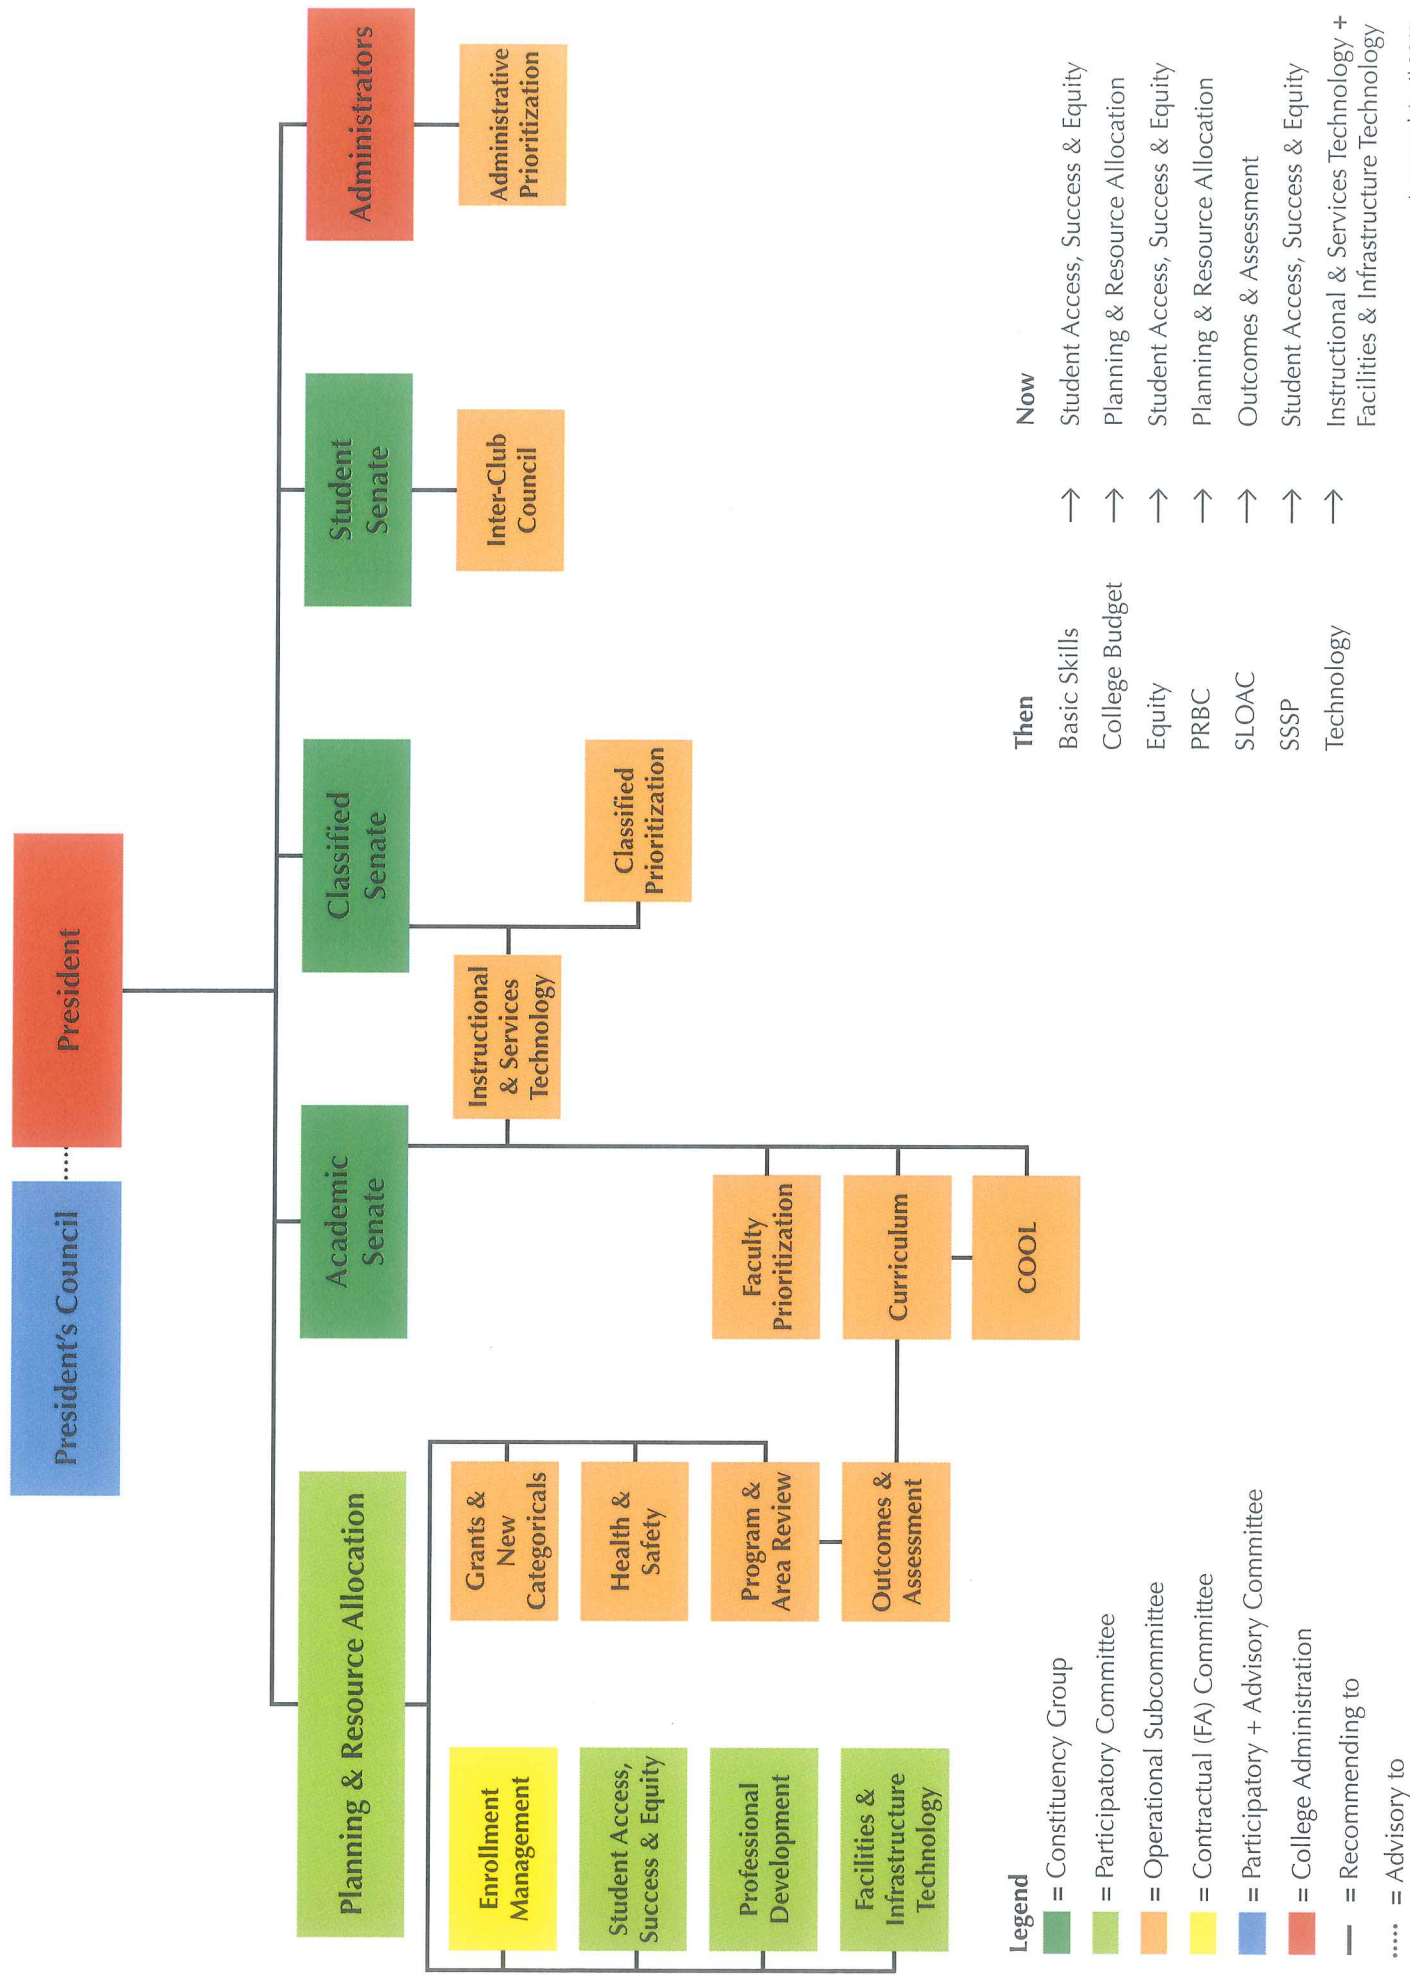 President's Council
President
Planning & Resource Allocation
Academic
Senate
Classified
Senate
Student
Senate
Administrators
Enrollment
Management
Grants &
New
Categoricals
Instructional
& Services
Technology
Inter-Club
Council
Administrative
Prioritization
Student Access,
Success & Equity
Health &
Safety
Classified
Prioritization
Professional
Development
Program &
Area Review
Faculty
Prioritization
Facilities &
Infrastructure
Technology
Outcomes &
Assessment
Curriculum
COOL
Legend
= Constituency Group
= Participatory Committee
= Operational Subcommittee
= Contractual (FA) Committee
= Participatory + Advisory Committee
= College Administration
= Recommending to
= Advisory to
Then Now
Basic Skills → Student Access, Success & Equity
College Budget → Planning & Resource Allocation
Equity → Student Access, Success & Equity
PRBC → Planning & Resource Allocation
SLOAC → Outcomes & Assessment
SSSP → Student Access, Success & Equity
Technology → Instructional & Services Technology +
Facilities & Infrastructure Technology